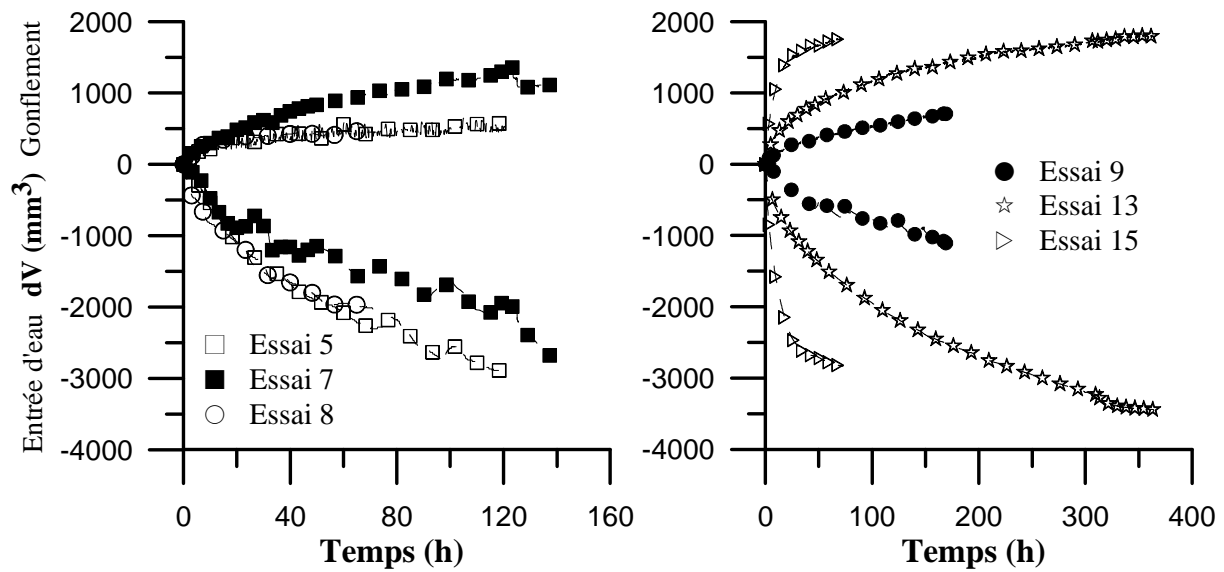 Entrée d'eau dV (mm³) Gonflement
2000
1000
0
-1000
-2000
-3000
-4000
0 40 80 120 160
Temps (h)
Essai 5
Essai 7
Essai 8
2000
1000
0
-1000
-2000
-3000
-4000
0 100 200 300 400
Temps (h)
Essai 9
Essai 13
Essai 15